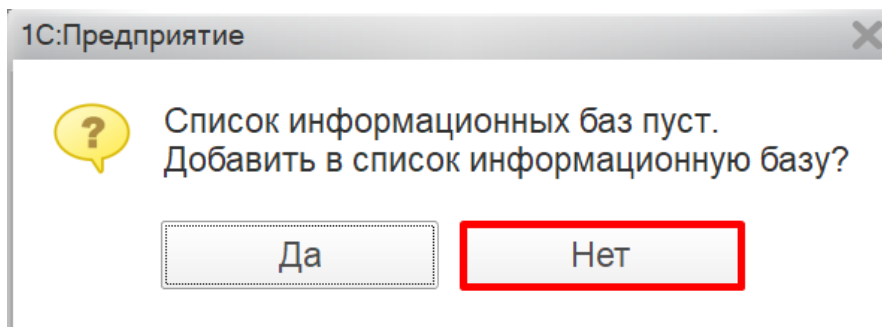 1С:Предприятие
?
Список информационных баз пуст.
Добавить в список информационную базу?
Да
Нет